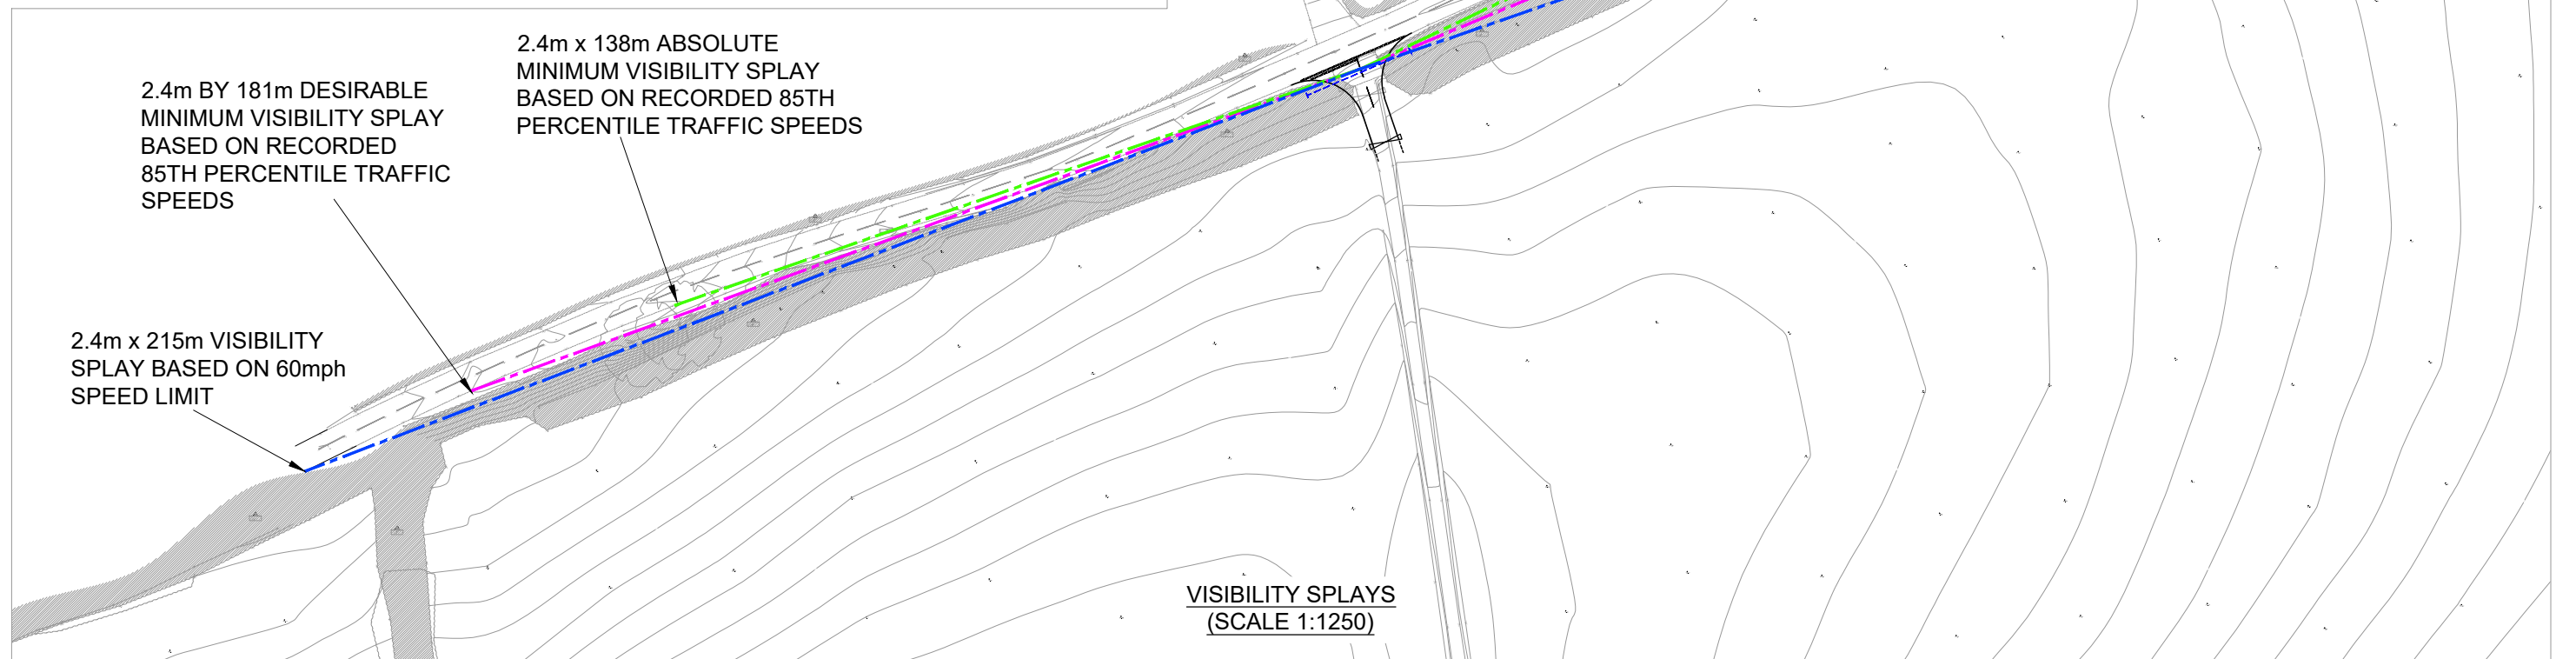 2.4m x 138m ABSOLUTE
MINIMUM VISIBILITY SPLAY
BASED ON RECORDED 85TH
PERCENTILE TRAFFIC SPEEDS
2.4m BY 181m DESIRABLE
MINIMUM VISIBILITY SPLAY
BASED ON RECORDED
85TH PERCENTILE TRAFFIC
SPEEDS
2.4m x 215m VISIBILITY
SPLAY BASED ON 60mph
SPEED LIMIT
VISIBILITY SPLAYS
(SCALE 1:1250)